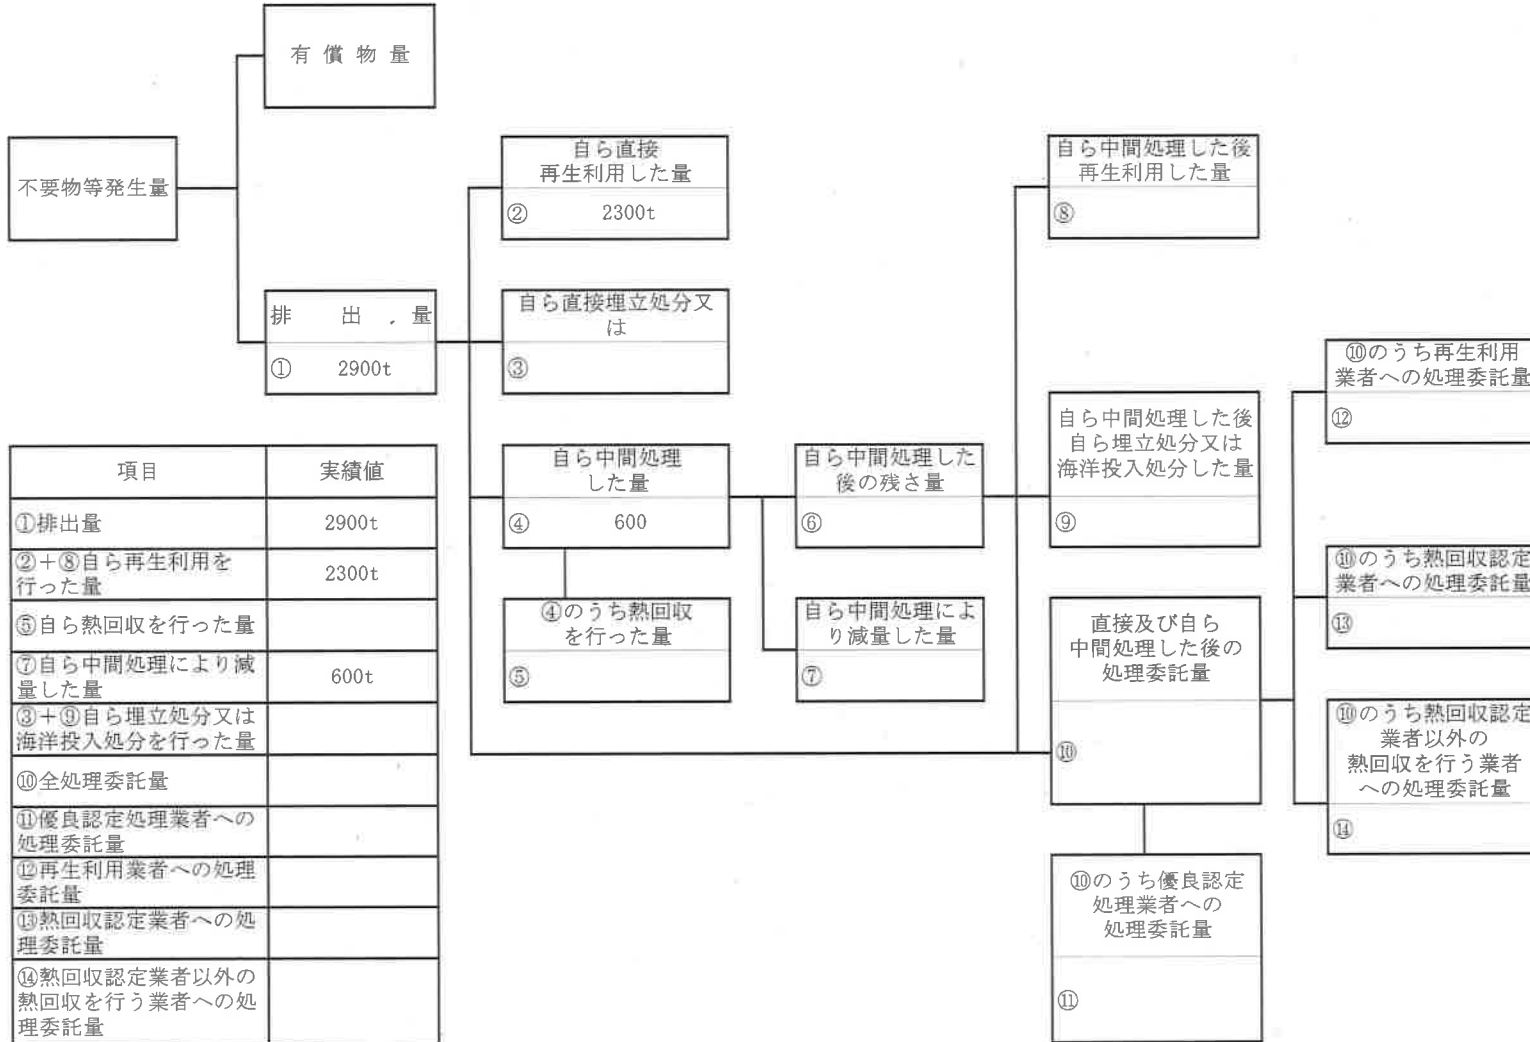 有償物量
不要物等発生量
排出量
① 2900t
自ら直接
再生利用した量
② 2300t
自ら直接埋立処分又
は
③
自ら中間処理
した量
④ 600
④のうち熱回収
を行った量
⑤
自ら中間処理した
後の残さ量
⑥
自ら中間処理によ
り減量した量
⑦
自ら中間処理した後
再生利用した量
⑧
自ら中間処理した後
自ら埋立処分又は
海洋投入処分した量
⑨
直接及び自ら
中間処理した後の
処理委託量
⑩
⑩のうち優良認定
処理業者への
処理委託量
⑪
⑩のうち再生利用
業者への処理委託量
⑫
⑩のうち熱回収認定
業者への処理委託量
⑬
⑩のうち熱回収認定
業者以外の
熱回収を行う業者
への処理委託量
⑭
項目 実績値
①排出量 2900t
②+⑧自ら再生利用を
行った量 2300t
⑤自ら熱回収を行った量
⑦自ら中間処理により減
量した量 600t
③+⑨自ら埋立処分又は
海洋投入処分を行った量
⑩全処理委託量
⑪優良認定処理業者への
処理委託量
⑫再生利用業者への処理
委託量
⑬熱回収認定業者への処
理委託量
⑭熱回収認定業者以外の
熱回収を行う業者への処
理委託量